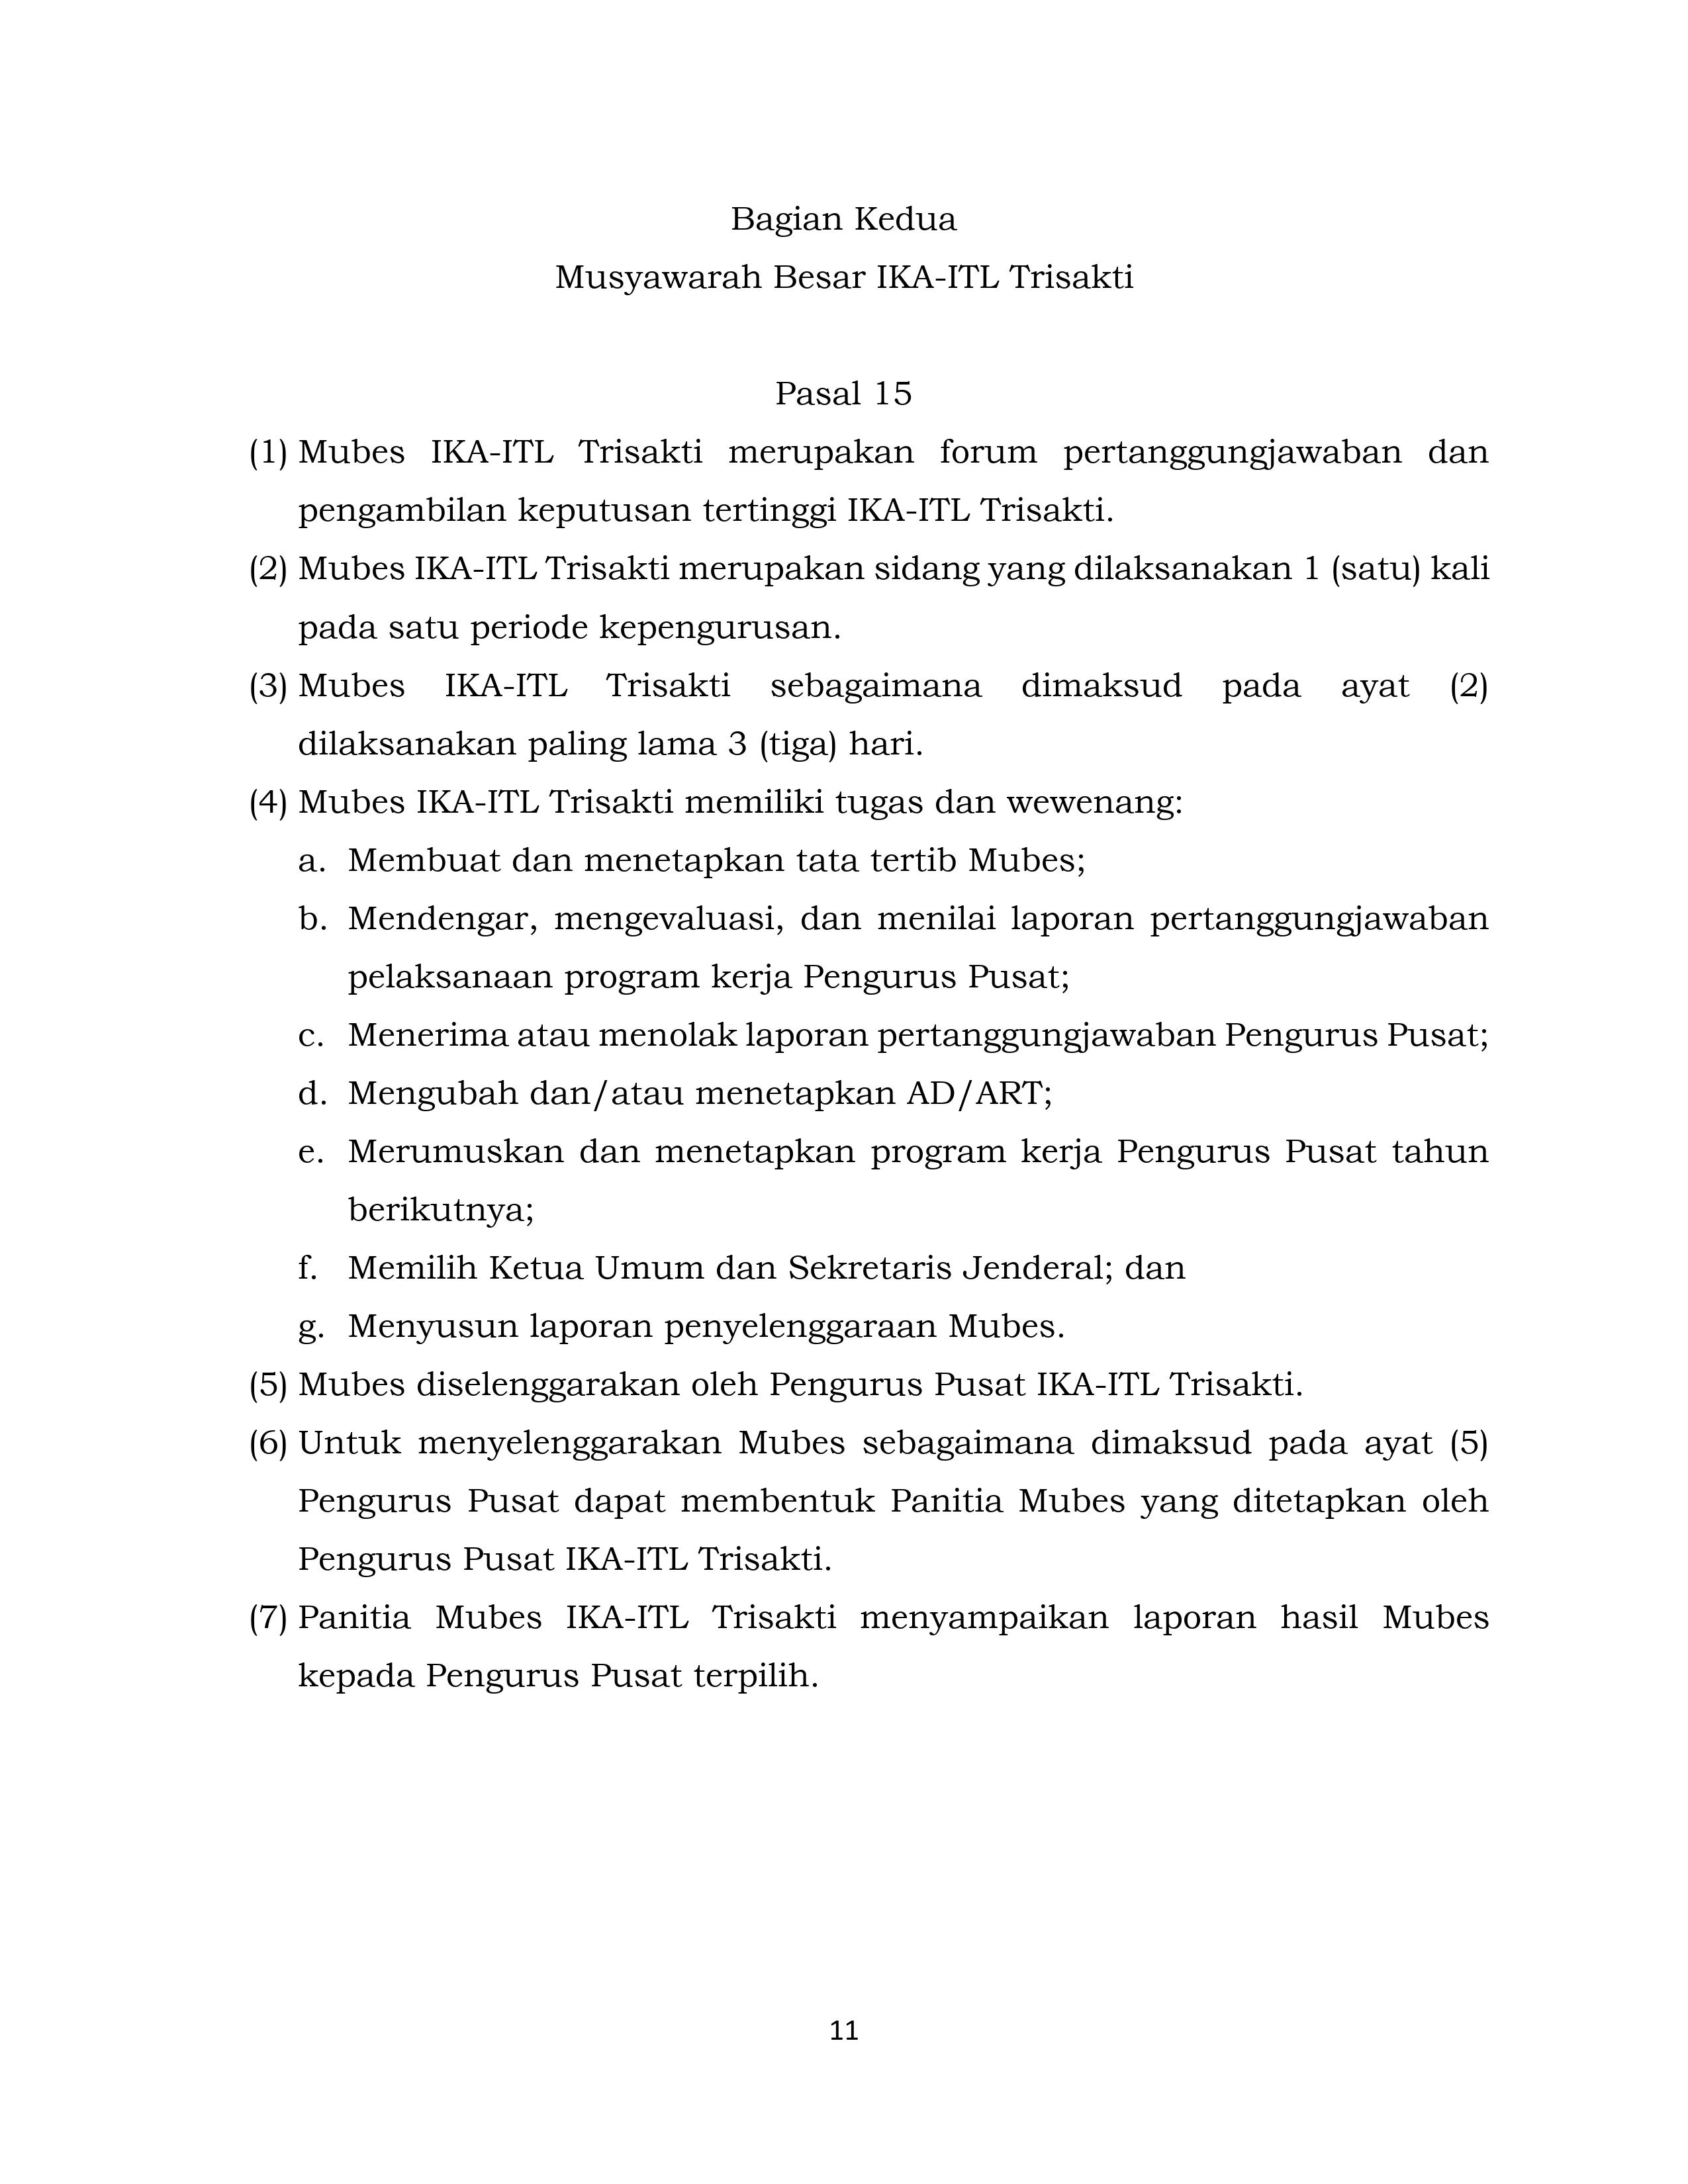 Bagian Kedua
Musyawarah Besar IKA-ITL Trisakti
Pasal 15
(1) Mubes IKA-ITL Trisakti merupakan forum pertanggungjawaban dan
pengambilan keputusan tertinggi IKA-ITL Trisakti.
(2) Mubes IKA-ITL Trisakti merupakan sidang yang dilaksanakan 1 (satu) kali
pada satu periode kepengurusan.
(3) Mubes IKA-ITL Trisakti sebagaimana dimaksud pada ayat (2)
dilaksanakan paling lama 3 (tiga) hari.
(4) Mubes IKA-ITL Trisakti memiliki tugas dan wewenang:
a. Membuat dan menetapkan tata tertib Mubes;
b. Mendengar, mengevaluasi, dan menilai laporan pertanggungjawaban
pelaksanaan program kerja Pengurus Pusat;
c. Menerima atau menolak laporan pertanggungjawaban Pengurus Pusat;
d. Mengubah dan/atau menetapkan AD/ART;
e. Merumuskan dan menetapkan program kerja Pengurus Pusat tahun
berikutnya;
f. Memilih Ketua Umum dan Sekretaris Jenderal; dan
g. Menyusun laporan penyelenggaraan Mubes.
(5) Mubes diselenggarakan oleh Pengurus Pusat IKA-ITL Trisakti.
(6) Untuk menyelenggarakan Mubes sebagaimana dimaksud pada ayat (5)
Pengurus Pusat dapat membentuk Panitia Mubes yang ditetapkan oleh
Pengurus Pusat IKA-ITL Trisakti.
(7) Panitia Mubes IKA-ITL Trisakti menyampaikan laporan hasil Mubes
kepada Pengurus Pusat terpilih.
11